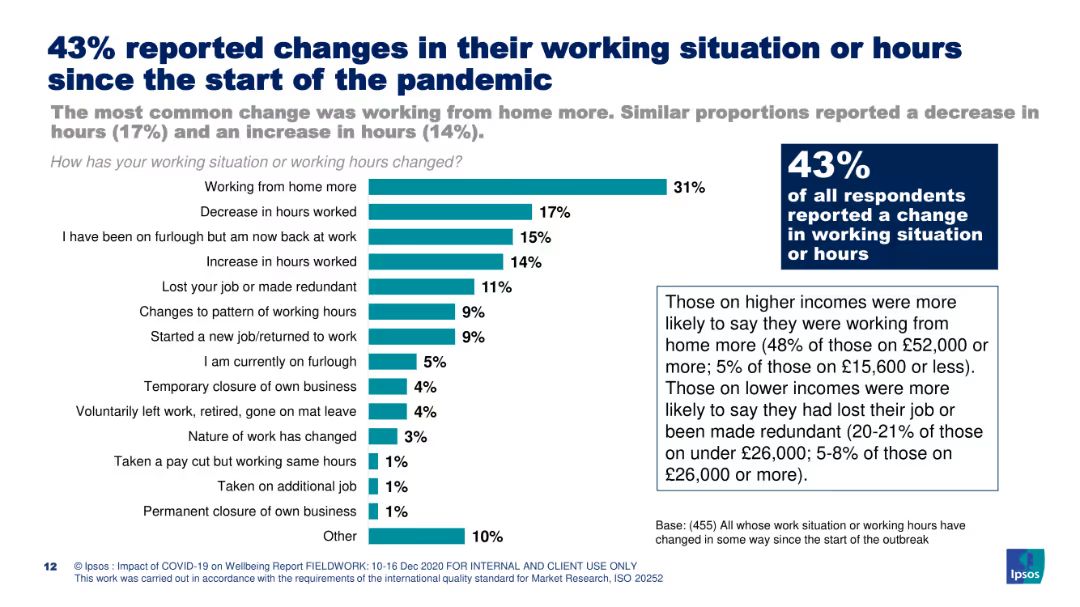 43% reported changes in their working situation or hours
since the start of the pandemic
The most common change was working from home more. Similar proportions reported a decrease in
hours (17%) and an increase in hours (14%).
How has your working situation or working hours changed?
Working from home more 31%
Decrease in hours worked 17%
I have been on furlough but am now back at work 15%
Increase in hours worked 14%
Lost your job or made redundant 11%
Changes to pattern of working hours 9%
Started a new job/returned to work 9%
I am currently on furlough 5%
Temporary closure of own business 4%
Voluntarily left work, retired, gone on mat leave 4%
Nature of work has changed 3%
Taken a pay cut but working same hours 1%
Taken on additional job 1%
Permanent closure of own business 1%
Other 10%
43%
of all respondents
reported a change
in working situation
or hours
Those on higher incomes were more
likely to say they were working from
home more (48% of those on £52,000 or
more; 5% of those on £15,600 or less).
Those on lower incomes were more
likely to say they had lost their job or
been made redundant (20-21% of those
on under £26,000; 5-8% of those on
£26,000 or more).
Base: (455) All whose work situation or working hours have
changed in some way since the start of the outbreak
12 © Ipsos : Impact of COVID-19 on Wellbeing Report FIELDWORK: 10-16 Dec 2020 FOR INTERNAL AND CLIENT USE ONLY
This work was carried out in accordance with the requirements of the international quality standard for Market Research, ISO 20252
Ipsos